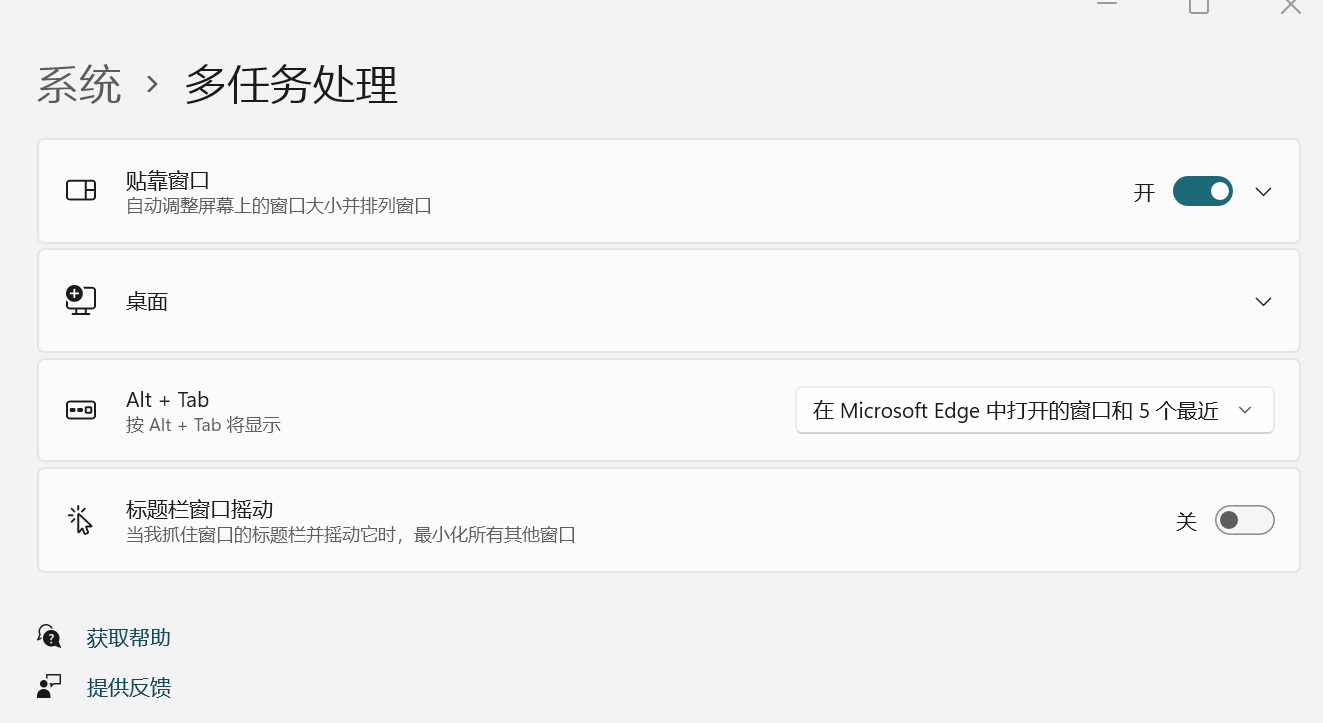 系统 > 多任务处理
贴靠窗口
自动调整屏幕上的窗口大小并排列窗口
开
桌面
Alt + Tab
按 Alt + Tab 将显示
在 Microsoft Edge 中打开的窗口和 5 个最近
标题栏窗口摇动
当我抓住窗口的标题栏并摇动它时，最小化所有其他窗口
关
获取帮助
提供反馈